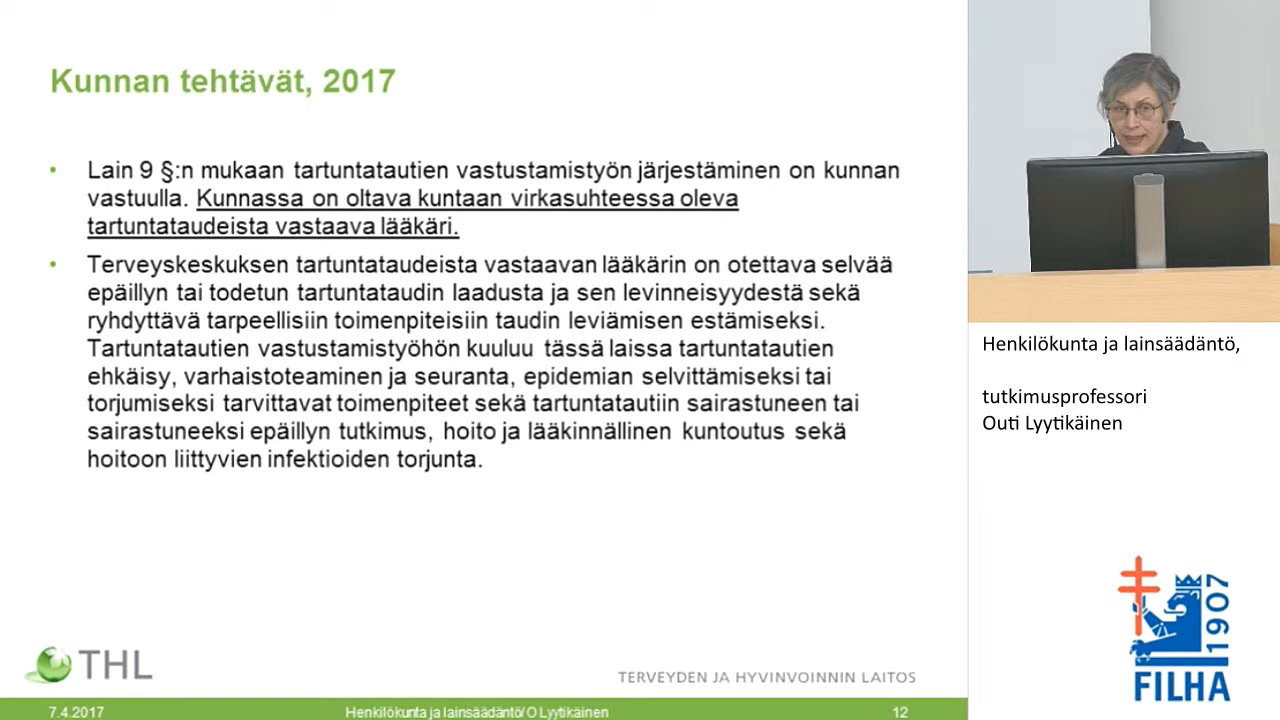 Kunnan tehtävät, 2017
• Lain 9 §:n mukaan tartuntatautien vastustamistyön järjestäminen on kunnan
vastuulla. Kunnassa on oltava kuntaan virkasuhteessa oleva
tartuntataudeista vastaava lääkäri.
• Terveyskeskuksen tartuntataudeista vastaavan lääkärin on otettava selvää
epäillyn tai todetun tartuntataudin laadusta ja sen levinneisyydestä sekä
ryhdyttävä tarpeellisiin toimenpiteisiin taudin leviämisen estämiseksi.
Tartuntatautien vastustamistyöhön kuuluu tässä laissa tartuntatautien
ehkäisy, varhaistoteaminen ja seuranta, epidemian selvittämiseksi tai
torjumiseksi tarvittavat toimenpiteet sekä tartuntatautiin sairastuneen tai
sairastuneeksi epäillyn tutkimus, hoito ja lääkinnällinen kuntoutus sekä
hoitoon liittyvien infektioiden torjunta.
THL
TERVEYDEN JA HYVINVOINNIN LAITOS
7.4.2017
Henkilökunta ja lainsäädäntö/ O Lyytikäinen
12
Henkilökunta ja lainsäädäntö,
tutkimusprofessori
Outi Lyytikäinen
1907
FILHA